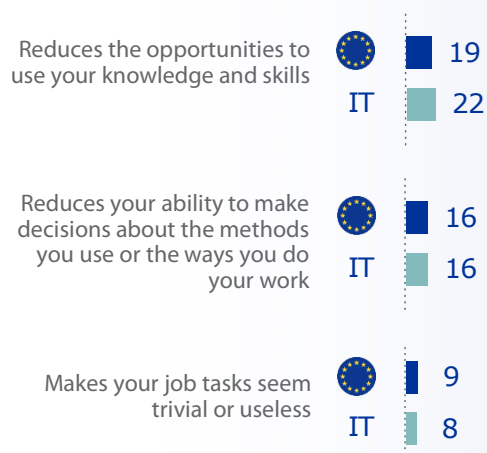 Reduces the opportunities to
use your knowledge and skills
19
IT
22
Reduces your ability to make
decisions about the methods
you use or the ways you do
your work
16
IT
16
Makes your job tasks seem
trivial or useless
9
IT
8